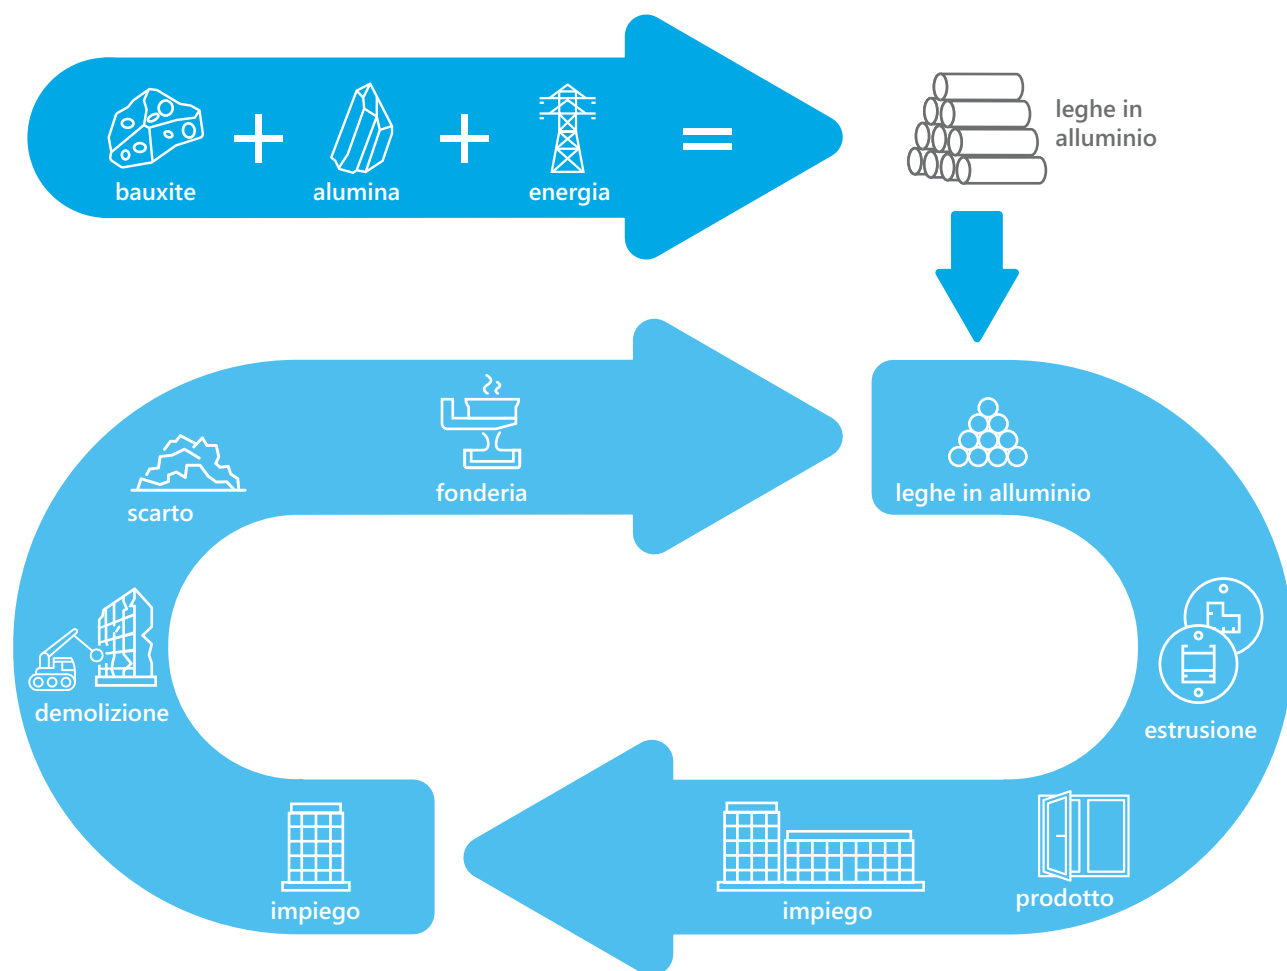 bauxite
+
alumina
+
energia
=
leghe in
alluminio
leghe in alluminio
estrusione
prodotto
impiego
impiego
demolizione
scarto
fonderia